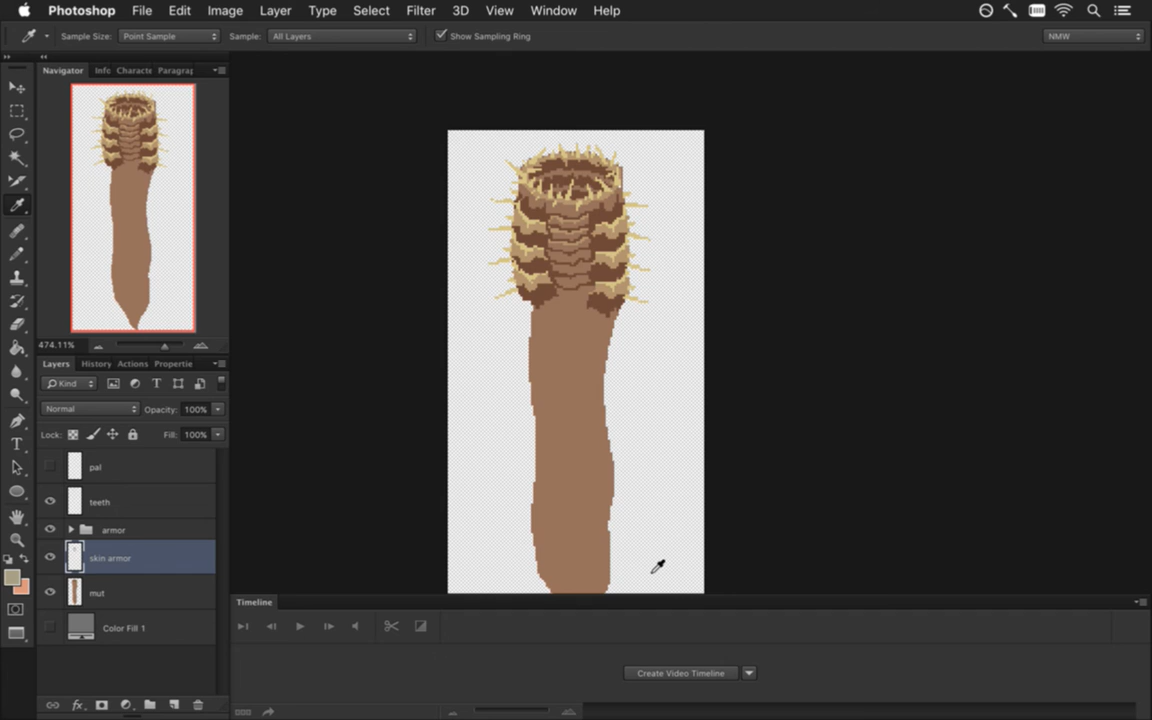 Photoshop File Edit Image Layer Type Select Filter 3D View Window Help
Sample Size: Point Sample Sample: All Layers Show Sampling Ring NMW
Navigator Info Characte Paragrap
474.11%
Layers History Actions Propertie
Kind
Normal Opacity: 100%
Lock: Fill: 100%
pal
teeth
armor
skin armor
mut
Color Fill 1
Timeline
Create Video Timeline